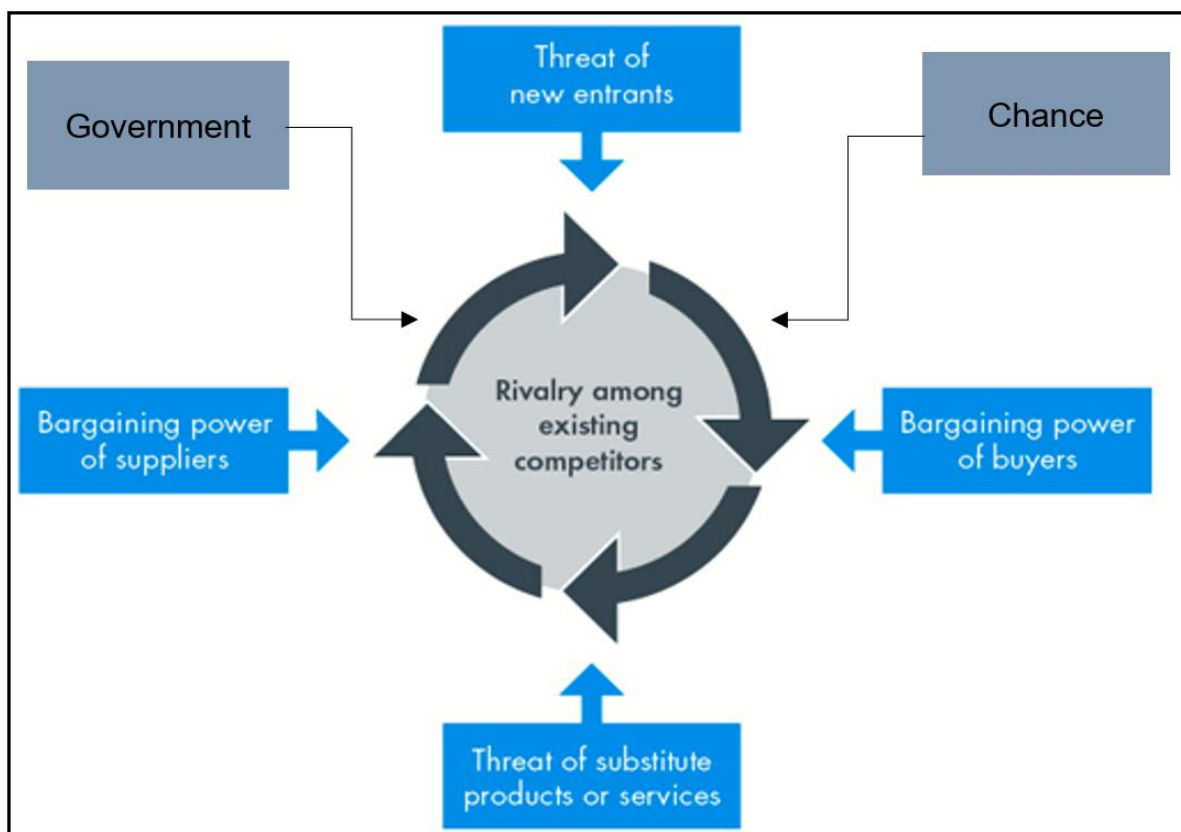 Threat of
new entrants
Government
Chance
Rivalry among
existing
competitors
Bargaining power
of suppliers
Bargaining power
of buyers
Threat of substitute
products or services